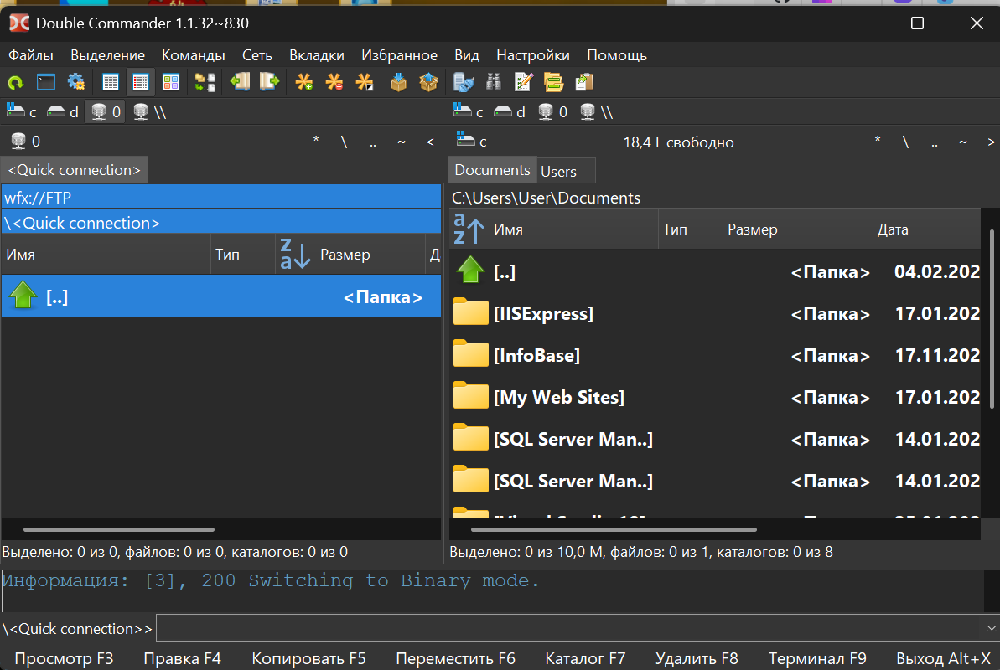 Double Commander 1.1.32~830
Файлы Выделение Команды Сеть Вкладки Избранное Вид Настройки Помощь
c d 0 \\ c d 0 \\
0 * \ .. ~ < c 18,4 Г свободно * \ .. ~ >
<Quick connection> Documents Users
wfx://FTP
\<Quick connection>
Имя Тип Размер Д
[..] <Папка>
Выделено: 0 из 0, файлов: 0 из 0, каталогов: 0 из 0
C:\Users\User\Documents
Имя Тип Размер Дата
[..] <Папка> 04.02.202
[IISExpress] <Папка> 17.01.202
[InfoBase] <Папка> 17.11.202
[My Web Sites] <Папка> 17.01.202
[SQL Server Man..] <Папка> 14.01.202
[SQL Server Man..] <Папка> 14.01.202
Выделено: 0 из 10,0 М, файлов: 0 из 1, каталогов: 0 из 8
Информация: [3], 200 Switching to Binary mode.
\<Quick connection>>
Просмотр F3 Правка F4 Копировать F5 Переместить F6 Каталог F7 Удалить F8 Терминал F9 Выход Alt+X